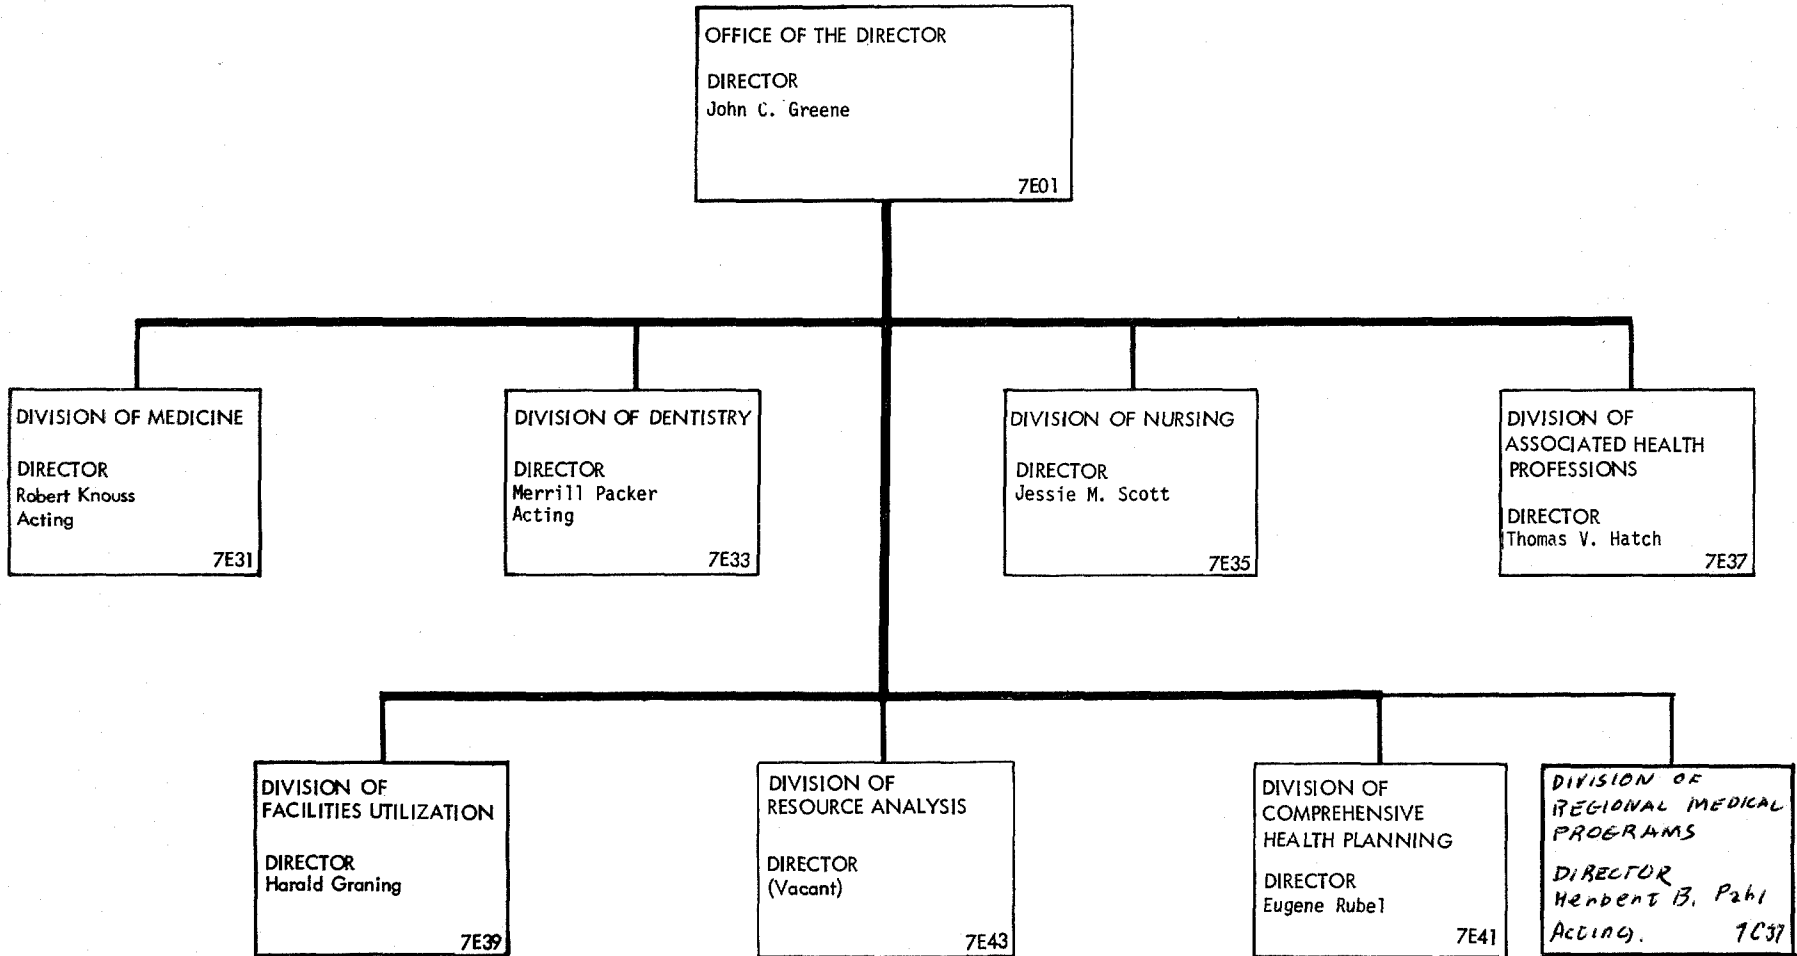 OFFICE OF THE DIRECTOR
DIRECTOR
John C. Greene
7E01
DIVISION OF MEDICINE
DIRECTOR
Robert Knouss
Acting
7E31
DIVISION OF DENTISTRY
DIRECTOR
Merrill Packer
Acting
7E33
DIVISION OF NURSING
DIRECTOR
Jessie M. Scott
7E35
DIVISION OF
ASSOCIATED HEALTH
PROFESSIONS
DIRECTOR
Thomas V. Hatch
7E37
DIVISION OF
FACILITIES UTILIZATION
DIRECTOR
Harald Graning
7E39
DIVISION OF
RESOURCE ANALYSIS
DIRECTOR
(Vacant)
7E43
DIVISION OF
COMPREHENSIVE
HEALTH PLANNING
DIRECTOR
Eugene Rubel
7E41
DIVISION OF
REGIONAL MEDICAL
PROGRAMS
DIRECTOR
Herbert B. Pahl
Acting.